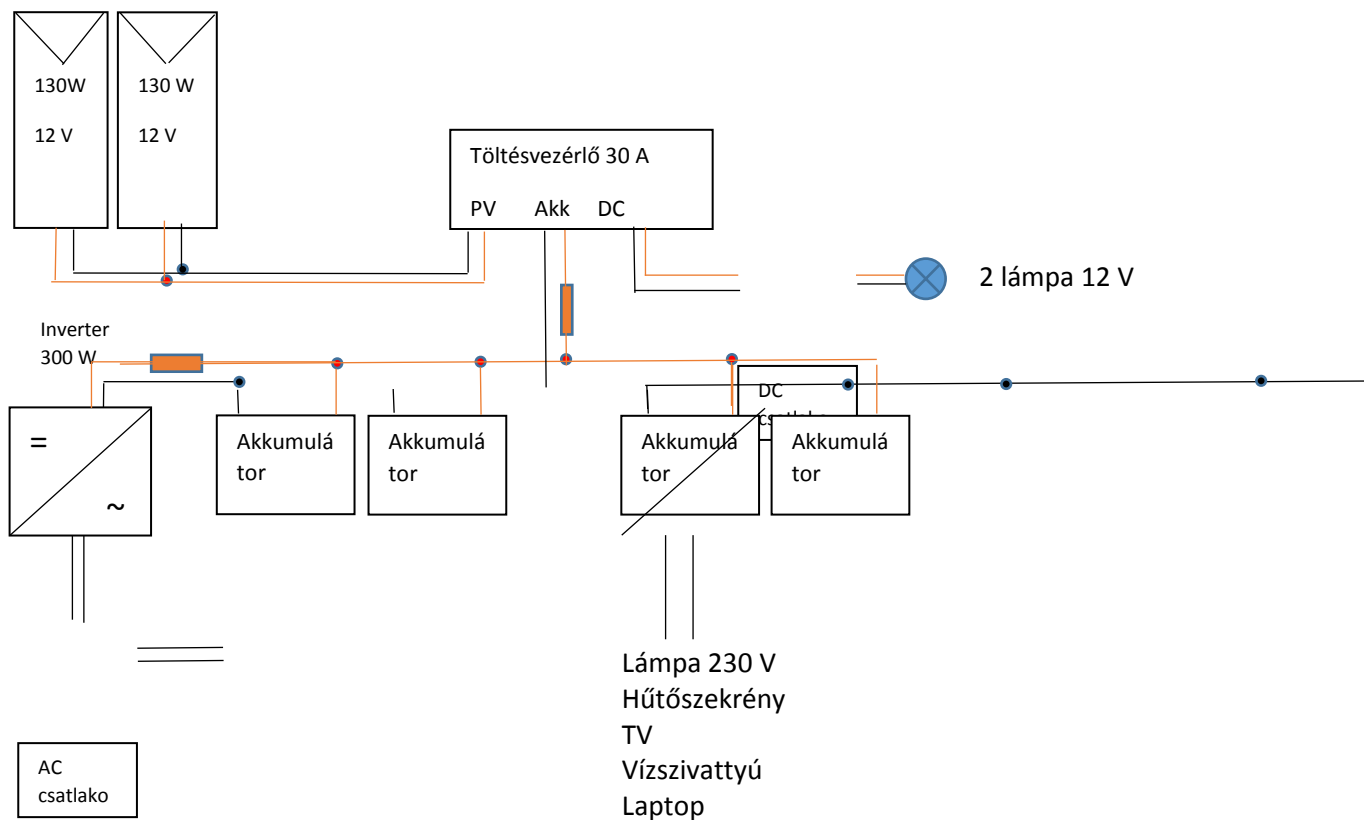 130W
12 V
130 W
12 V
Töltésvezérlő 30 A
PV Akk DC
2 lámpa 12 V
Inverter
300 W
=
~
Akkumulá
tor
Akkumulá
tor
DC
Akkumulá
tor
Akkumulá
tor
Lámpa 230 V
Hűtőszekrény
TV
Vízszivattyú
Laptop
AC
csatlako